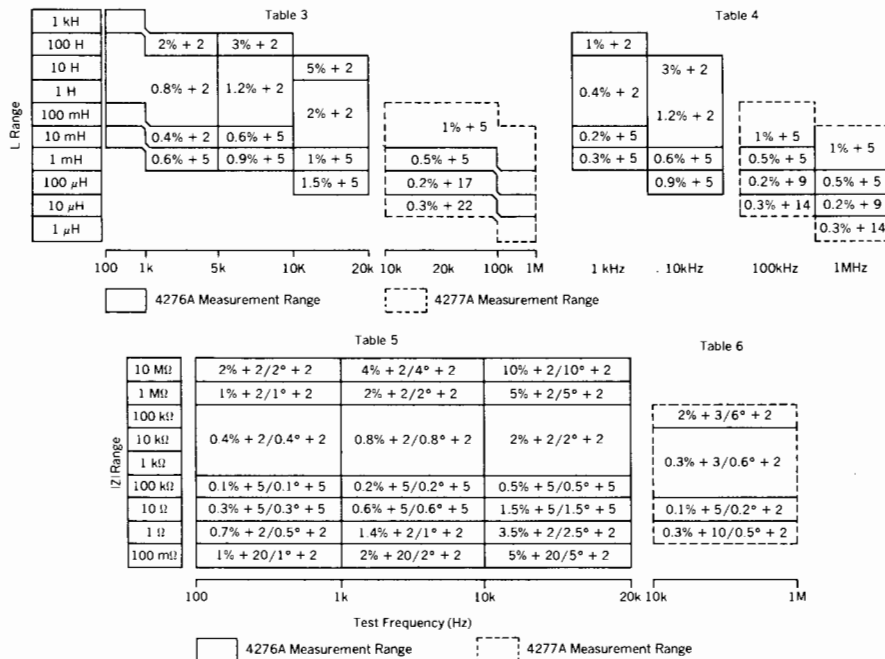 Table 3
Table 4
L Range
1 kH
100 H 2% + 2 3% + 2 1% + 2
10 H 5% + 2 3% + 2
1 H 0.8% + 2 1.2% + 2 0.4% + 2
100 mH 2% + 2 1.2% + 2
1% + 5
10 mH 0.4% + 2 0.6% + 5 0.2% + 5 1% + 5
1% + 5
1 mH 0.6% + 5 0.9% + 5 1% + 5 0.5% + 5 0.3% + 5 0.6% + 5 0.5% + 5
100 μH 1.5% + 5 0.2% + 17 0.9% + 5 0.2% + 9 0.5% + 5
10 μH 0.3% + 22 0.3% + 14 0.2% + 9
1 μH 0.3% + 14
100 1k 5k 10K 20k 10k 20k 100k 1M 1 kHz 10kHz 100kHz 1MHz
4276A Measurement Range 4277A Measurement Range
Table 5
Table 6
|Z| Range
10 MΩ 2% + 2/2° + 2 4% + 2/4° + 2 10% + 2/10° + 2
1 MΩ 1% + 2/1° + 2 2% + 2/2° + 2 5% + 2/5° + 2
100 kΩ 2% + 3/6° + 2
10 kΩ 0.4% + 2/0.4° + 2 0.8% + 2/0.8° + 2 2% + 2/2° + 2
1 kΩ 0.3% + 3/0.6° + 2
100 kΩ 0.1% + 5/0.1° + 5 0.2% + 5/0.2° + 5 0.5% + 5/0.5° + 5
10 Ω 0.3% + 5/0.3° + 5 0.6% + 5/0.6° + 5 1.5% + 5/1.5° + 5 0.1% + 5/0.2° + 2
1 Ω 0.7% + 2/0.5° + 2 1.4% + 2/1° + 2 3.5% + 2/2.5° + 2 0.3% + 10/0.5° + 2
100 mΩ 1% + 20/1° + 2 2% + 20/2° + 2 5% + 20/5° + 2
100 1k 10k 20k 10k 1M
Test Frequency (Hz)
4276A Measurement Range 4277A Measurement Range